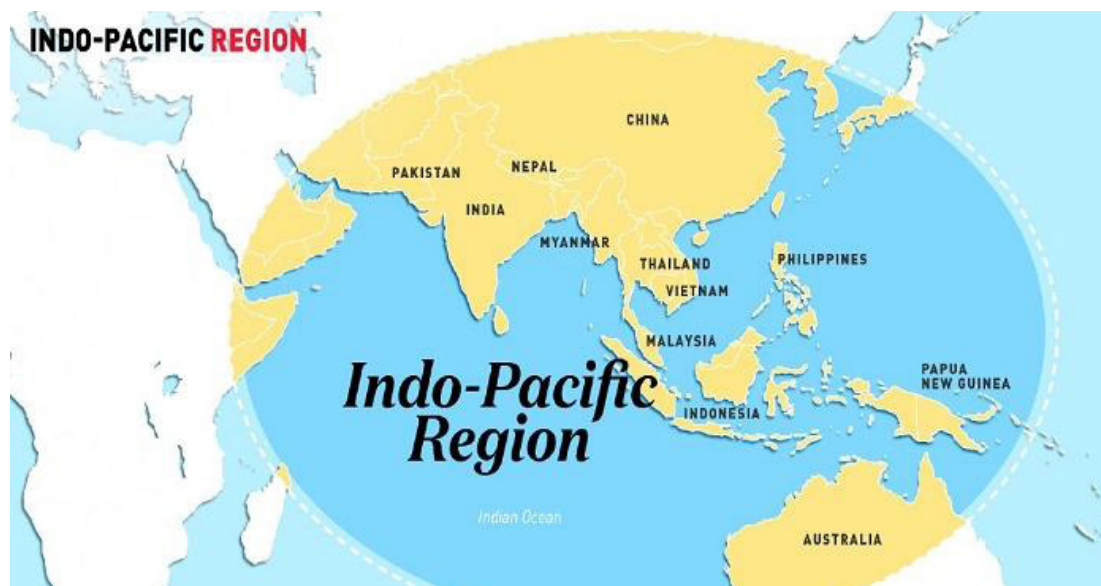 INDO-PACIFIC REGION
CHINA
NEPAL
PAKISTAN
INDIA
MYANMAR
THAILAND
PHILIPPINES
VIETNAM
MALAYSIA
Indo-Pacific
Region
PAPUA
NEW GUINEA
INDONESIA
Indian Ocean
AUSTRALIA